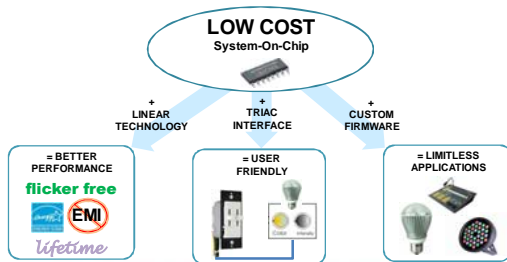 LOW COST
System-On-Chip
+
LINEAR
TECHNOLOGY
+
TRIAC
INTERFACE
+
CUSTOM
FIRMWARE
= BETTER
PERFORMANCE
flicker free
EMI
lifetime
= USER
FRIENDLY
Color
Intensity
= LIMITLESS
APPLICATIONS